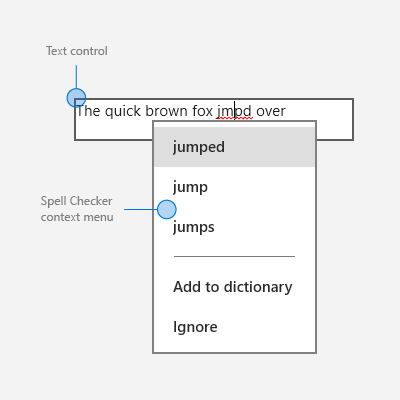 Text control
The quick brown fox jmpd over
jumped
jump
Spell Checker
context menu
jumps
Add to dictionary
Ignore